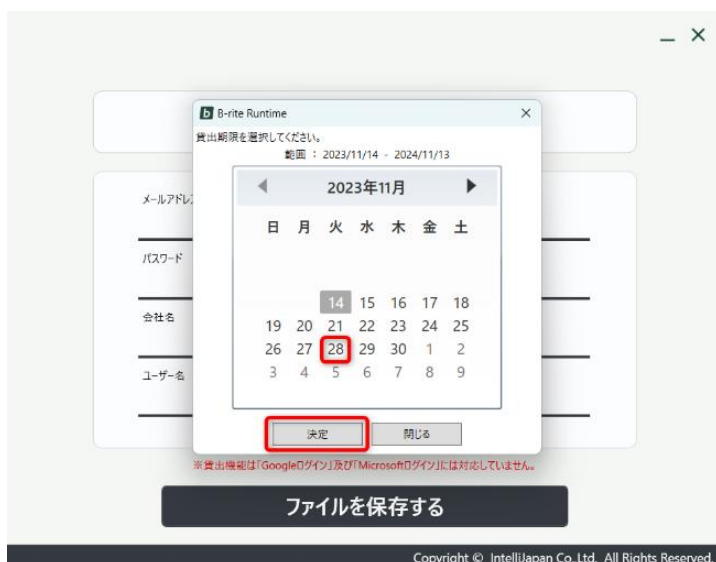 B-rite Runtime
貸出期限を選択してください。
範囲 : 2023/11/14 - 2024/11/13
2023年11月
日 月 火 水 木 金 土
14 15 16 17 18
19 20 21 22 23 24 25
26 27 28 29 30 1 2
3 4 5 6 7 8 9
決定 閉じる
メールアドレ
パスワード
会社名
ユーザー名
※貸出機能は「Googleログイン」及び「Microsoftログイン」には対応していません。
ファイルを保存する
Copyright © IntelliJapan Co. Ltd. All Rights Reserved.